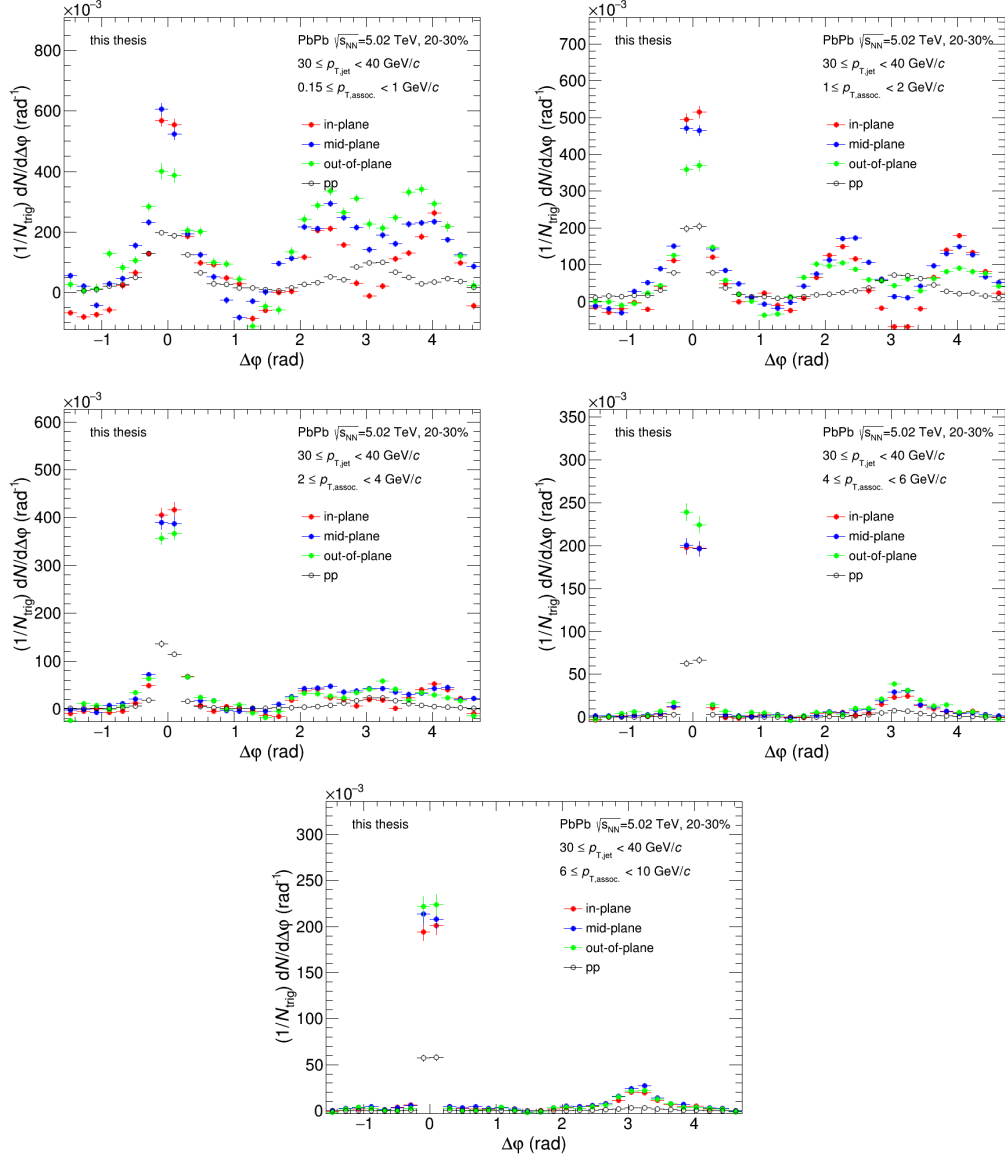 ×10⁻³
this thesis
PbPb √sNN=5.02 TeV, 20-30%
30 ≤ pT,jet < 40 GeV/c
0.15 ≤ pT,assoc. < 1 GeV/c
in-plane
mid-plane
out-of-plane
pp
800
600
400
200
0
(1/Ntrig) dN/dΔφ (rad⁻¹)
−1 0 1 2 3 4
Δφ (rad)
×10⁻³
this thesis
PbPb √sNN=5.02 TeV, 20-30%
30 ≤ pT,jet < 40 GeV/c
1 ≤ pT,assoc. < 2 GeV/c
in-plane
mid-plane
out-of-plane
pp
700
600
500
400
300
200
100
0
(1/Ntrig) dN/dΔφ (rad⁻¹)
−1 0 1 2 3 4
Δφ (rad)
×10⁻³
this thesis
PbPb √sNN=5.02 TeV, 20-30%
30 ≤ pT,jet < 40 GeV/c
2 ≤ pT,assoc. < 4 GeV/c
in-plane
mid-plane
out-of-plane
pp
600
500
400
300
200
100
0
(1/Ntrig) dN/dΔφ (rad⁻¹)
−1 0 1 2 3 4
Δφ (rad)
×10⁻³
this thesis
PbPb √sNN=5.02 TeV, 20-30%
30 ≤ pT,jet < 40 GeV/c
4 ≤ pT,assoc. < 6 GeV/c
in-plane
mid-plane
out-of-plane
pp
350
300
250
200
150
100
50
0
(1/Ntrig) dN/dΔφ (rad⁻¹)
−1 0 1 2 3 4
Δφ (rad)
×10⁻³
this thesis
PbPb √sNN=5.02 TeV, 20-30%
30 ≤ pT,jet < 40 GeV/c
6 ≤ pT,assoc. < 10 GeV/c
in-plane
mid-plane
out-of-plane
pp
300
250
200
150
100
50
0
(1/Ntrig) dN/dΔφ (rad⁻¹)
−1 0 1 2 3 4
Δφ (rad)